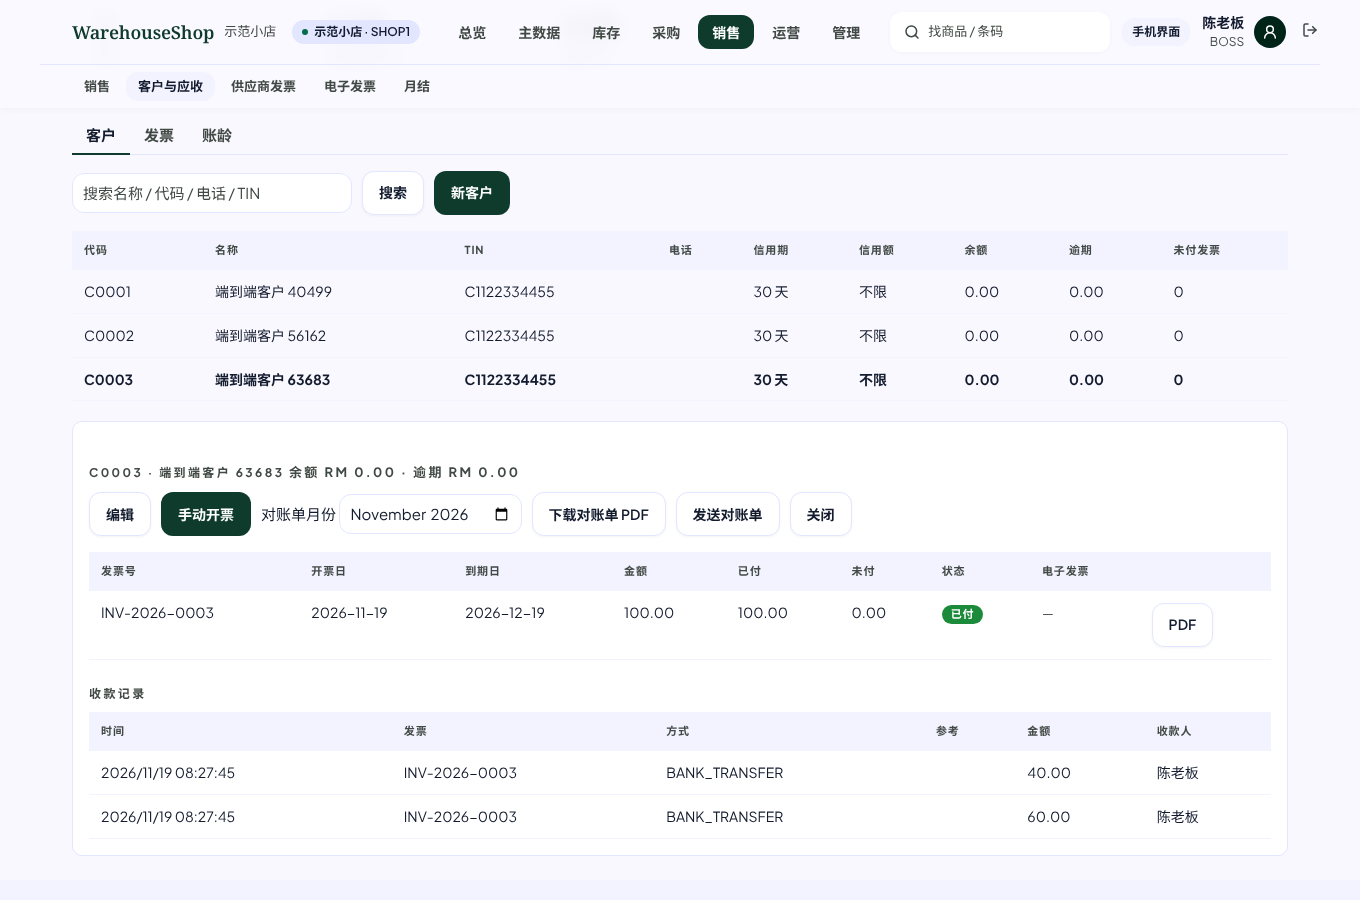 WarehouseShop 示范小店 示范小店 · SHOP1 总览 主数据 库存 采购 销售 运营 管理 找商品 / 条码 手机界面 陈老板
BOSS
销售 客户与应收 供应商发票 电子发票 月结
客户 发票 账龄
搜索名称 / 代码 / 电话 / TIN 搜索 新客户
代码 名称 TIN 电话 信用期 信用额 余额 逾期 未付发票
C0001 端到端客户 40499 C1122334455 30 天 不限 0.00 0.00 0
C0002 端到端客户 56162 C1122334455 30 天 不限 0.00 0.00 0
C0003 端到端客户 63683 C1122334455 30 天 不限 0.00 0.00 0
C0003 · 端到端客户 63683 余额 RM 0.00 · 逾期 RM 0.00
编辑 手动开票 对账单月份 November 2026 下载对账单 PDF 发送对账单 关闭
发票号 开票日 到期日 金额 已付 未付 状态 电子发票
INV-2026-0003 2026-11-19 2026-12-19 100.00 100.00 0.00 已付 — PDF
收款记录
时间 发票 方式 参考 金额 收款人
2026/11/19 08:27:45 INV-2026-0003 BANK_TRANSFER 40.00 陈老板
2026/11/19 08:27:45 INV-2026-0003 BANK_TRANSFER 60.00 陈老板